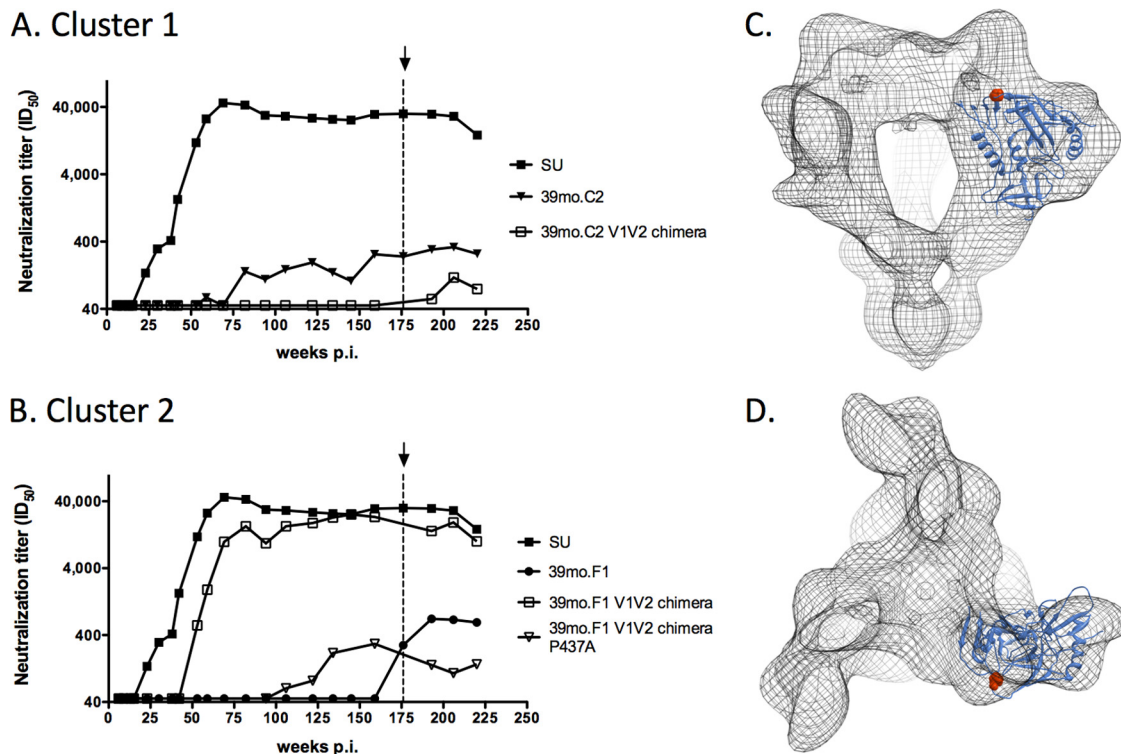 A. Cluster 1
Neutralization titer (ID50)
40,000
4,000
400
40
0 25 50 75 100 125 150 175 200 225 250
weeks p.i.
SU
39mo.C2
39mo.C2 V1V2 chimera
B. Cluster 2
Neutralization titer (ID50)
40,000
4,000
400
40
0 25 50 75 100 125 150 175 200 225 250
weeks p.i.
SU
39mo.F1
39mo.F1 V1V2 chimera
39mo.F1 V1V2 chimera
P437A
C.
D.